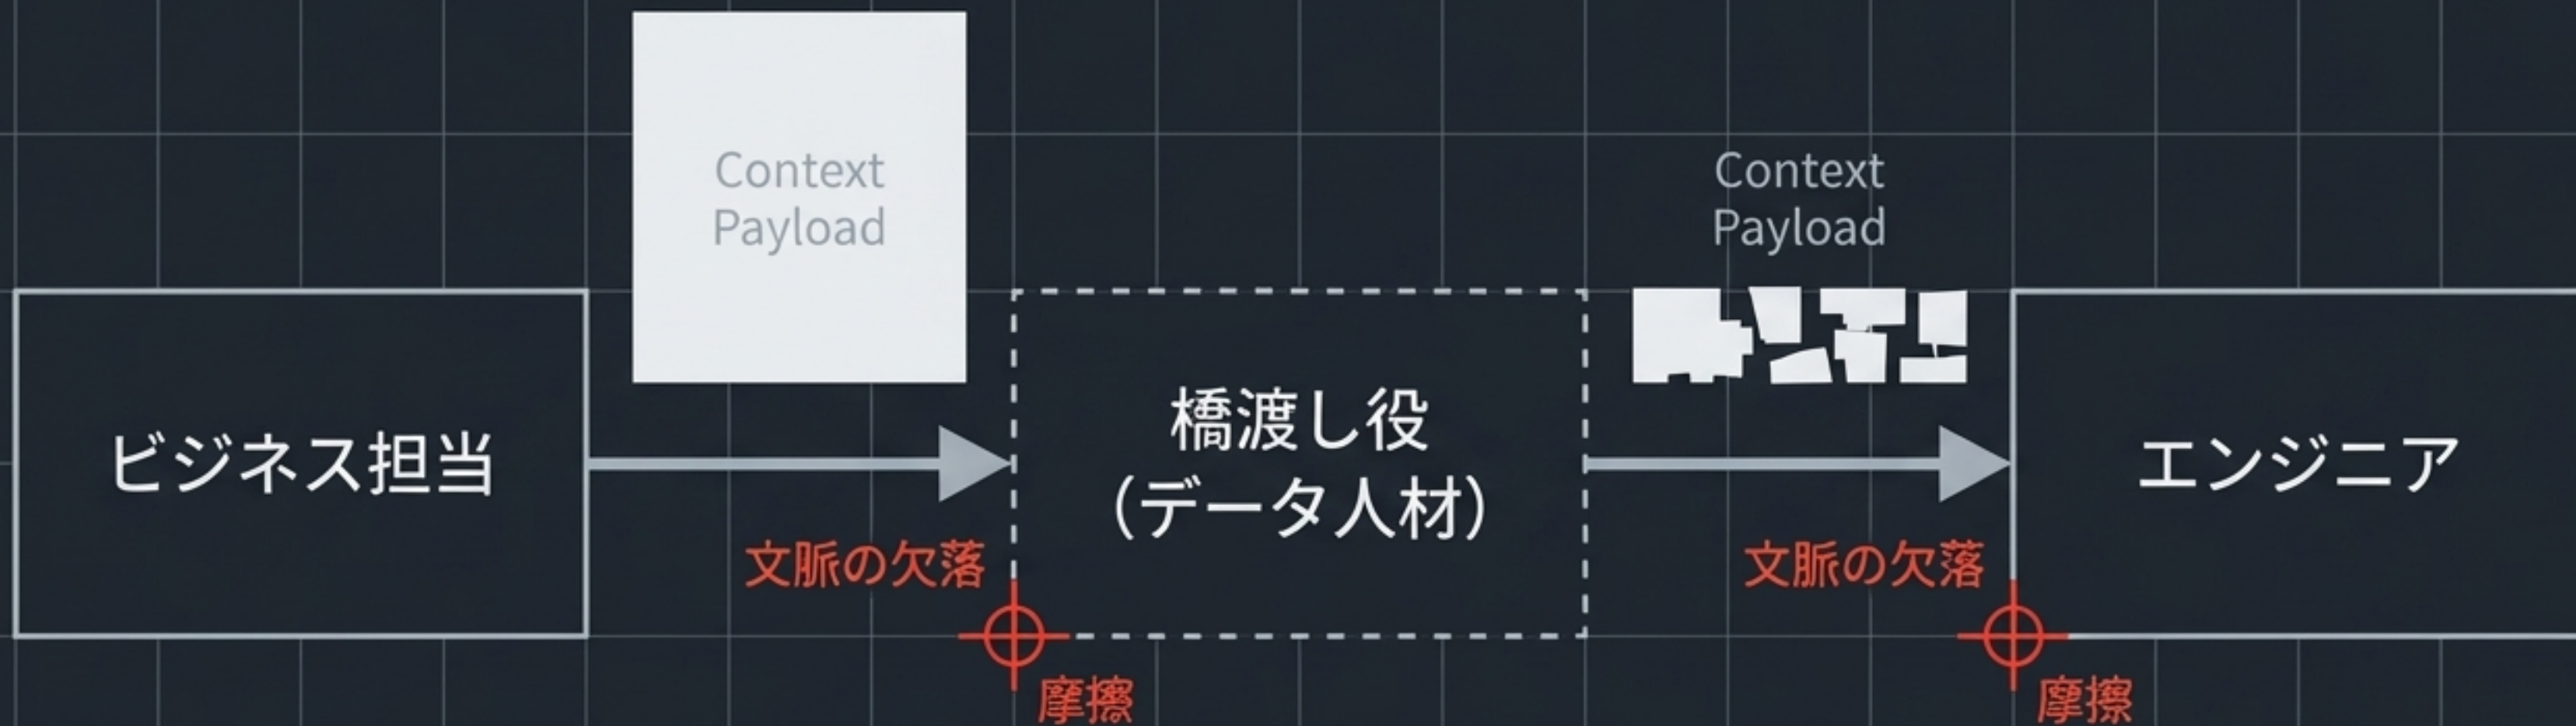 Context
Payload
Context
Payload
ビジネス担当
橋渡し役
（データ人材）
エンジニア
文脈の欠落
文脈の欠落
摩擦
摩擦